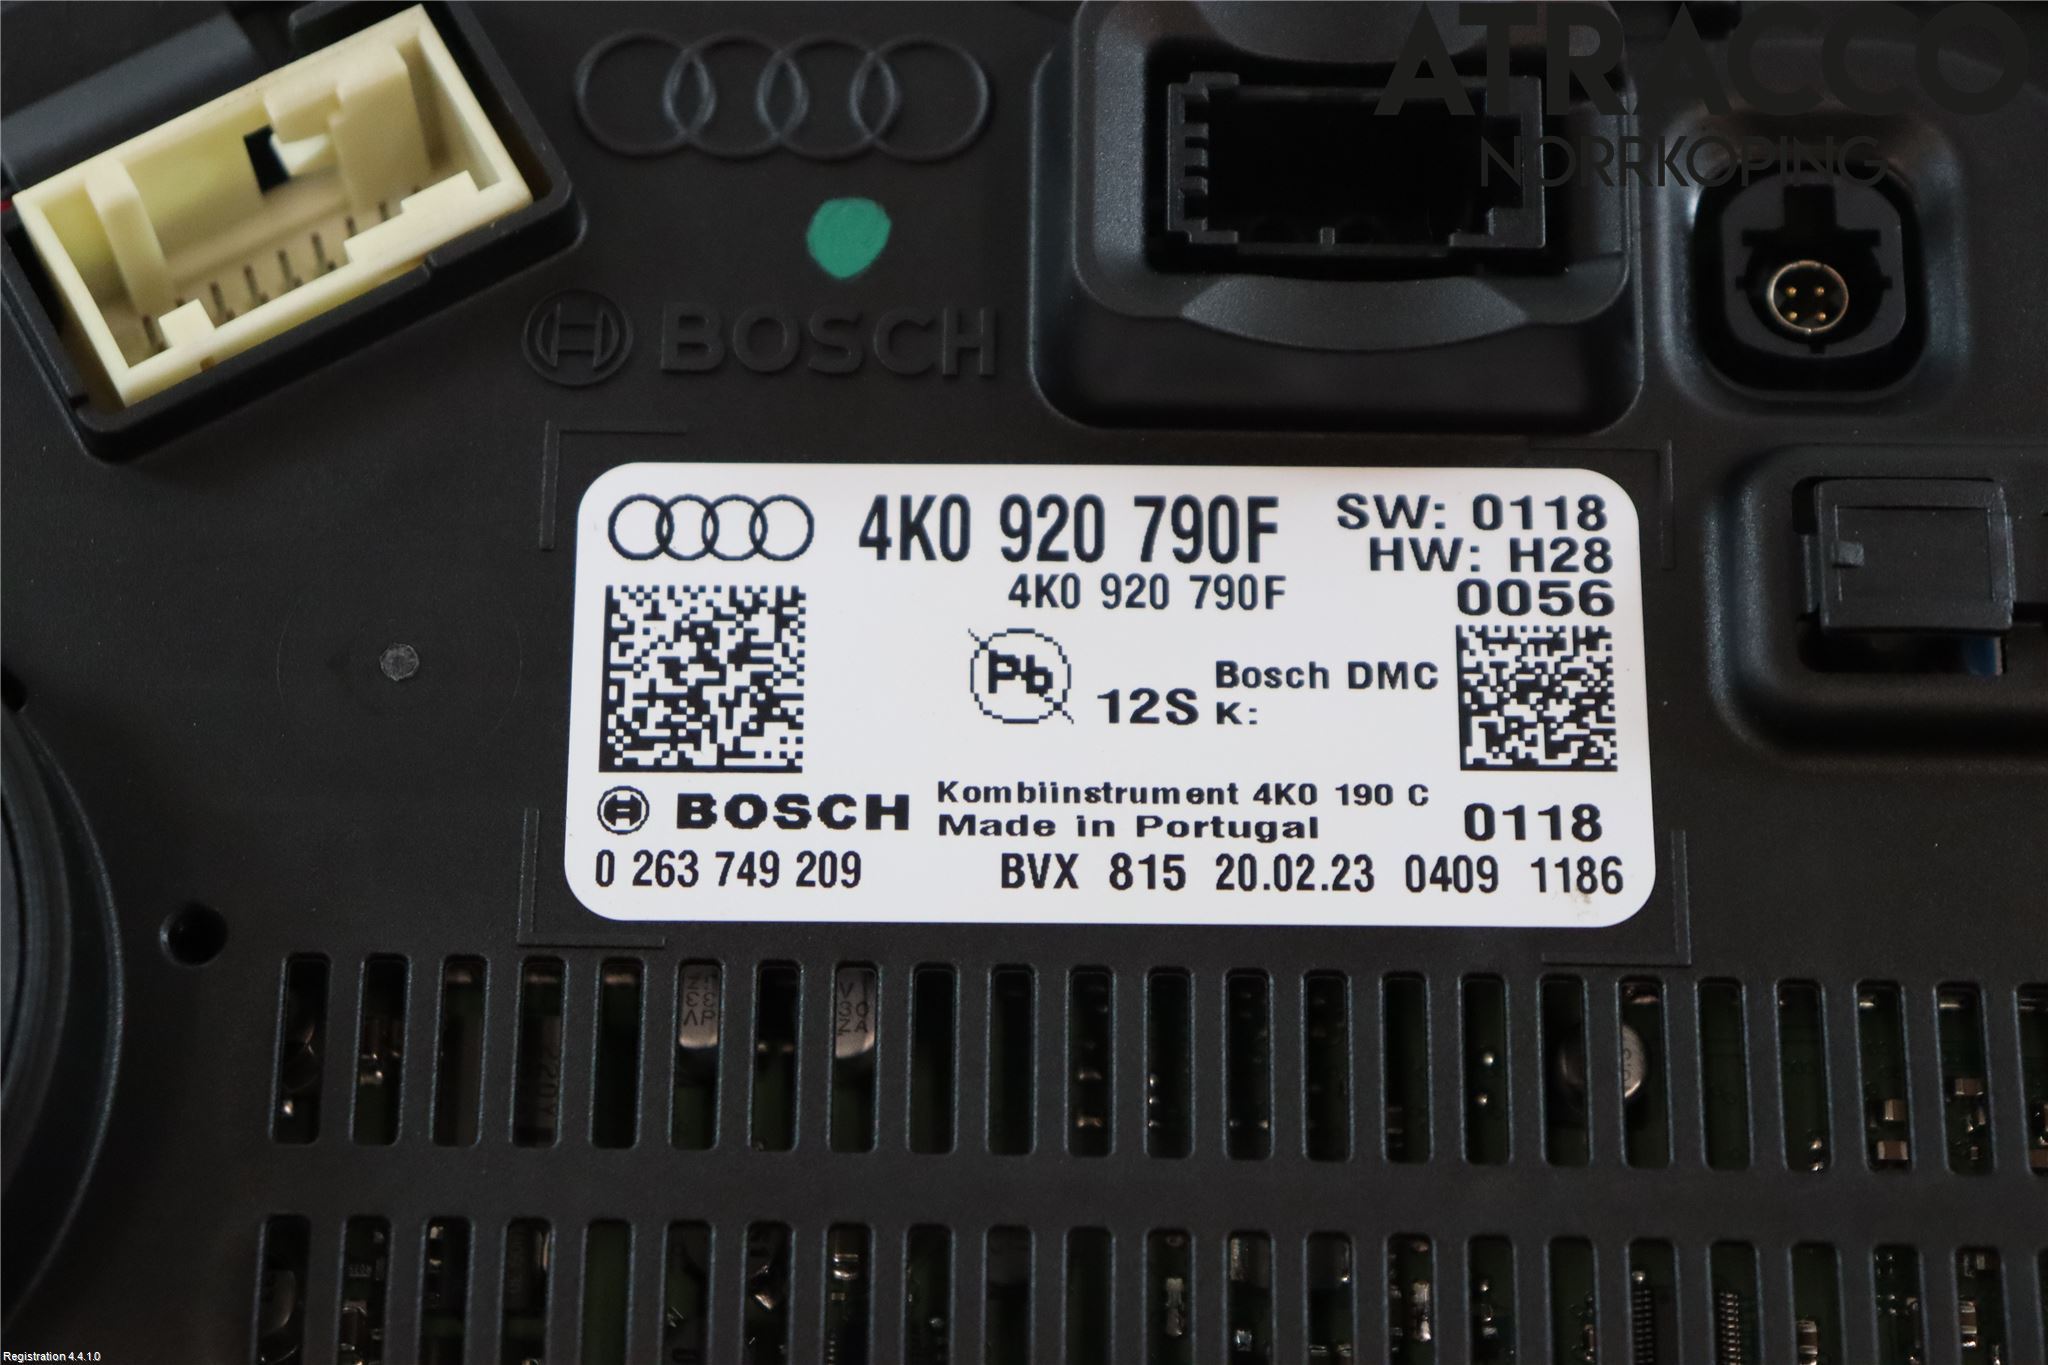 ATRACCO
NORRKÖPING
BOSCH
4K0 920 790F
SW: 0118
4K0 920 790F
HW: H28
0056
Pb
12S
Bosch DMC
K:
Kombiinstrument 4K0 190 C
BOSCH
Made in Portugal
0118
0 263 749 209
BVX 815 20.02.23 0409 1186
Registration 4.4.1.0